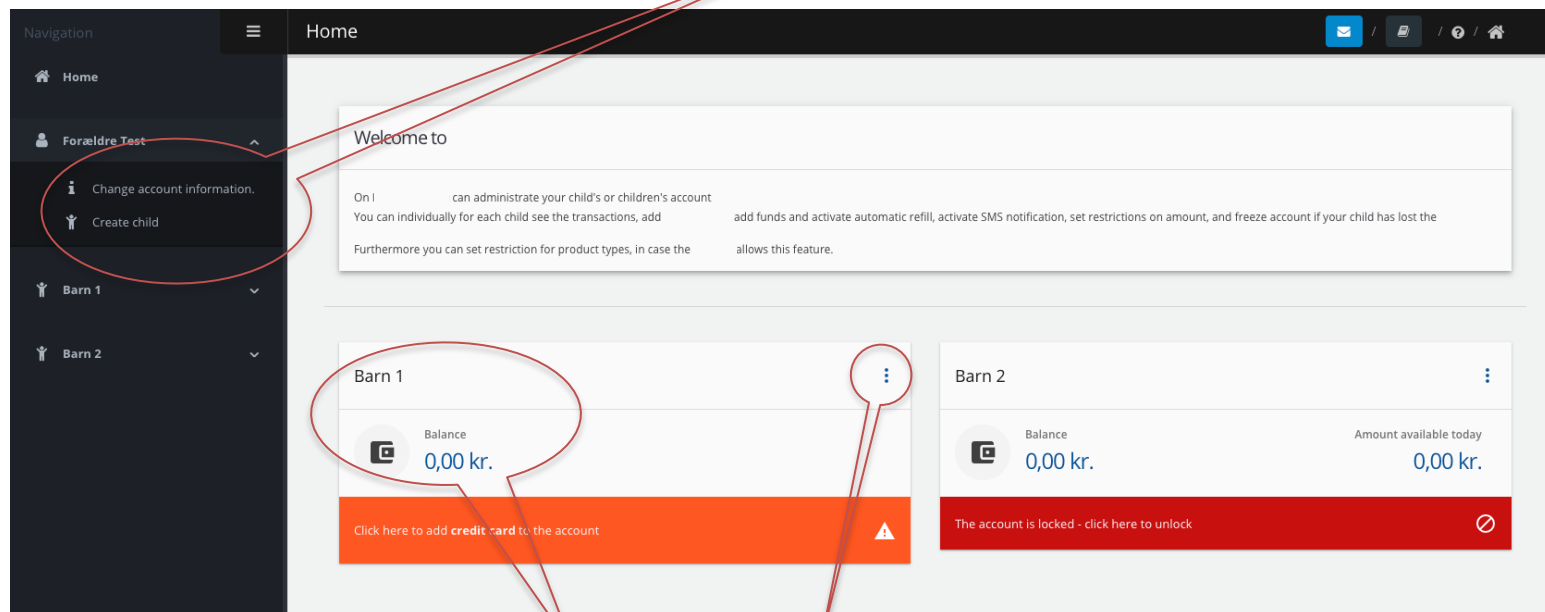 Navigation
Home
Home
Forældre Test
Change account information.
Create child
Barn 1
Barn 2
Welcome to
On l can administrate your child's or children's account
You can individually for each child see the transactions, add add funds and activate automatic refill, activate SMS notification, set restrictions on amount, and freeze account if your child has lost the
Furthermore you can set restriction for product types, in case the allows this feature.
Barn 1
Balance
0,00 kr.
Click here to add credit card to the account
Barn 2
Balance
Amount available today
0,00 kr.
0,00 kr.
The account is locked - click here to unlock